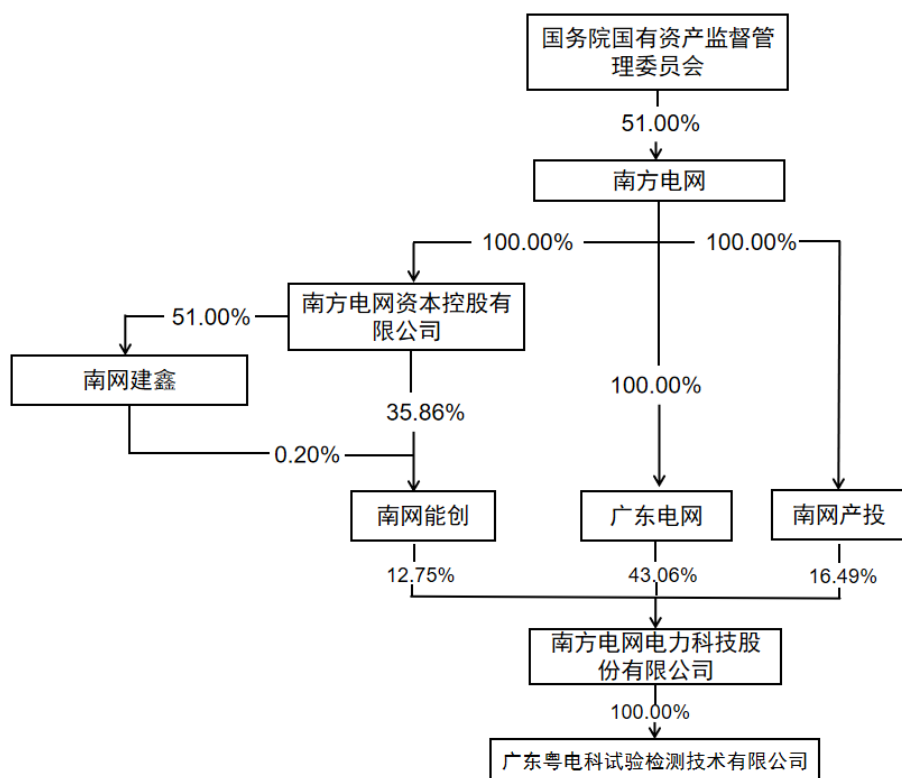 国务院国有资产监督管
理委员会
51.00%
南方电网
100.00%
100.00%
南方电网资本控股有
限公司
51.00%
南网建鑫
100.00%
35.86%
0.20%
南网能创
广东电网
南网产投
12.75%
43.06%
16.49%
南方电网电力科技股
份有限公司
100.00%
广东粤电科试验检测技术有限公司